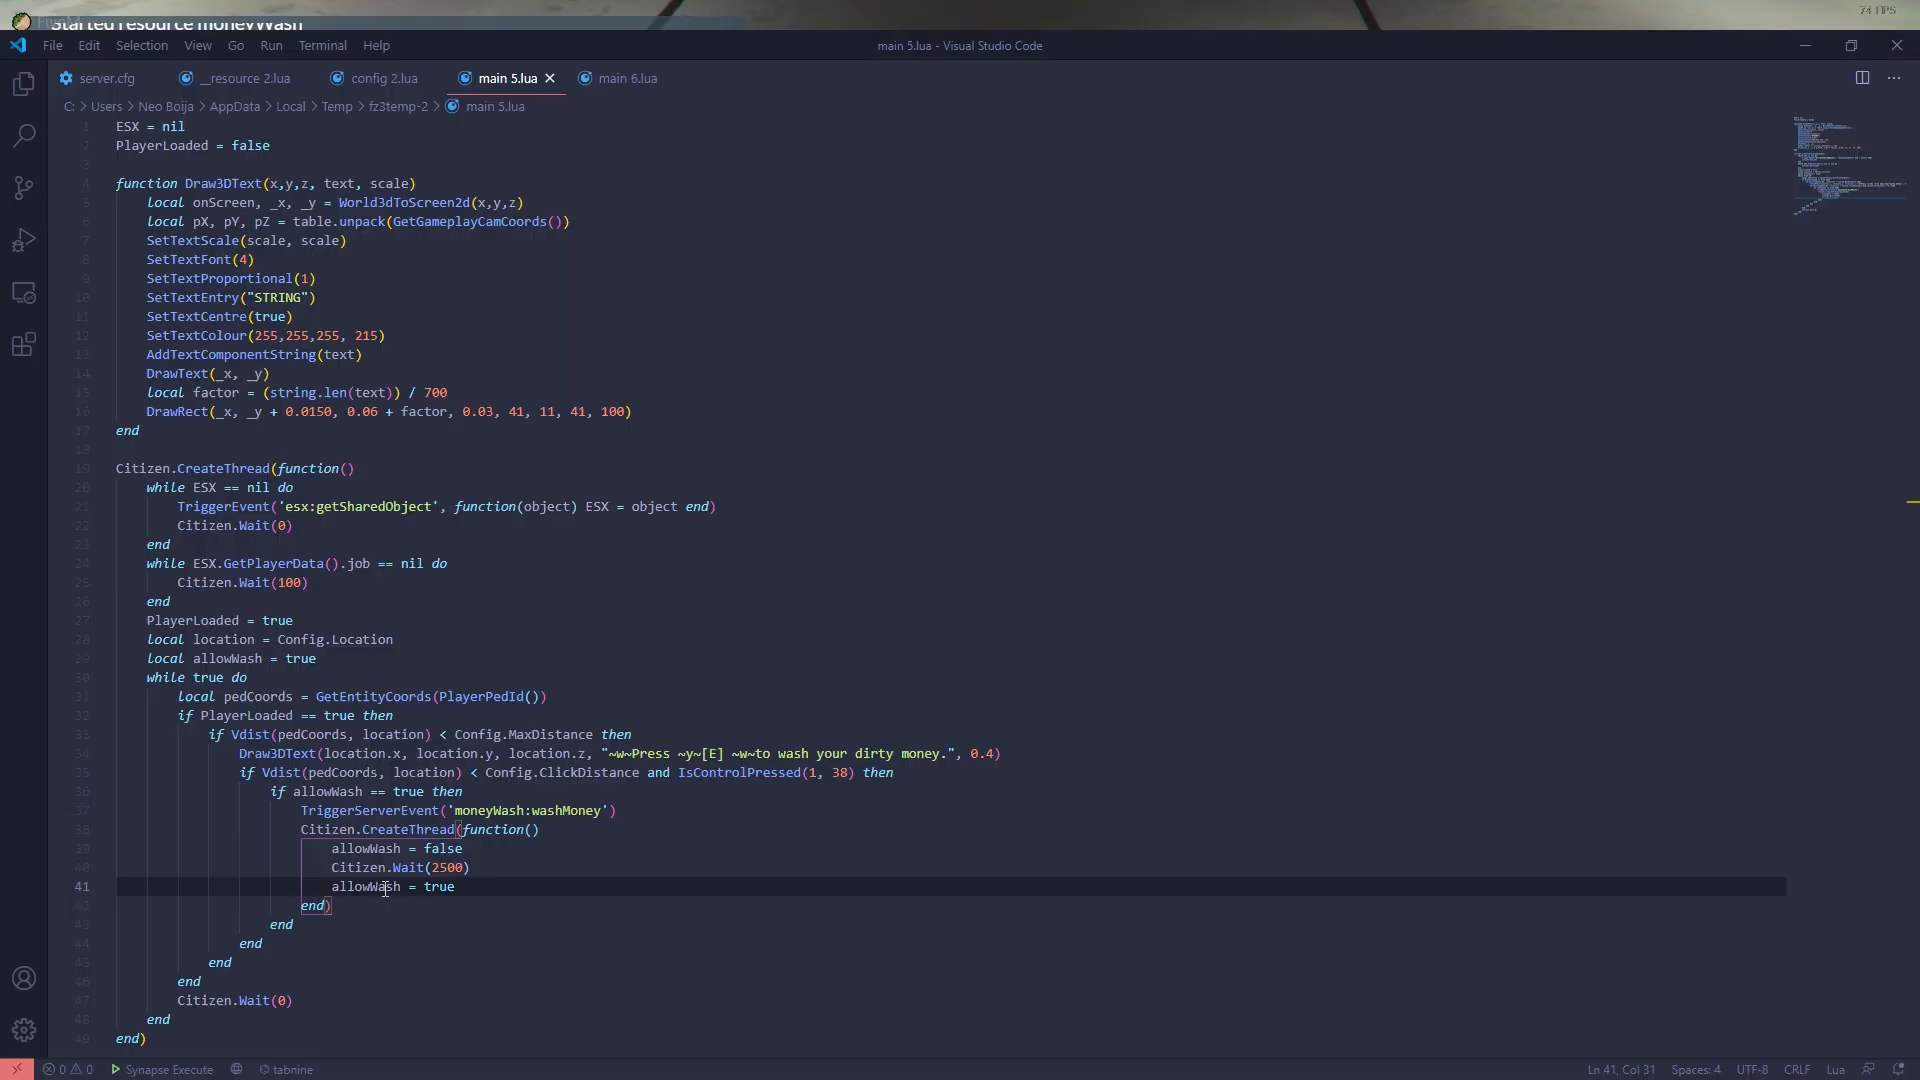 Started resource moneyWash
74 FPS
File Edit Selection View Go Run Terminal Help
main 5.lua - Visual Studio Code
server.cfg __resource 2.lua config 2.lua main 5.lua main 6.lua
C: > Users > Neo Boija > AppData > Local > Temp > fz3temp-2 > main 5.lua
1 ESX = nil
2 PlayerLoaded = false
3
4 function Draw3DText(x,y,z, text, scale)
5 local onScreen, _x, _y = World3dToScreen2d(x,y,z)
6 local pX, pY, pZ = table.unpack(GetGameplayCamCoords())
7 SetTextScale(scale, scale)
8 SetTextFont(4)
9 SetTextProportional(1)
10 SetTextEntry("STRING")
11 SetTextCentre(true)
12 SetTextColour(255,255,255, 215)
13 AddTextComponentString(text)
14 DrawText(_x, _y)
15 local factor = (string.len(text)) / 700
16 DrawRect(_x, _y + 0.0150, 0.06 + factor, 0.03, 41, 11, 41, 100)
17 end
18
19 Citizen.CreateThread(function()
20 while ESX == nil do
21 TriggerEvent('esx:getSharedObject', function(object) ESX = object end)
22 Citizen.Wait(0)
23 end
24 while ESX.GetPlayerData().job == nil do
25 Citizen.Wait(100)
26 end
27 PlayerLoaded = true
28 local location = Config.Location
29 local allowWash = true
30 while true do
31 local pedCoords = GetEntityCoords(PlayerPedId())
32 if PlayerLoaded == true then
33 if Vdist(pedCoords, location) < Config.MaxDistance then
34 Draw3DText(location.x, location.y, location.z, "~w~Press ~y~[E] ~w~to wash your dirty money.", 0.4)
35 if Vdist(pedCoords, location) < Config.ClickDistance and IsControlPressed(1, 38) then
36 if allowWash == true then
37 TriggerServerEvent('moneyWash:washMoney')
38 Citizen.CreateThread(function()
39 allowWash = false
40 Citizen.Wait(2500)
41 allowWash = true
42 end)
43 end
44 end
45 end
46 end
47 Citizen.Wait(0)
48 end
49 end)
0 0 Synapse Execute tabnine Ln 41, Col 31 Spaces: 4 UTF-8 CRLF Lua